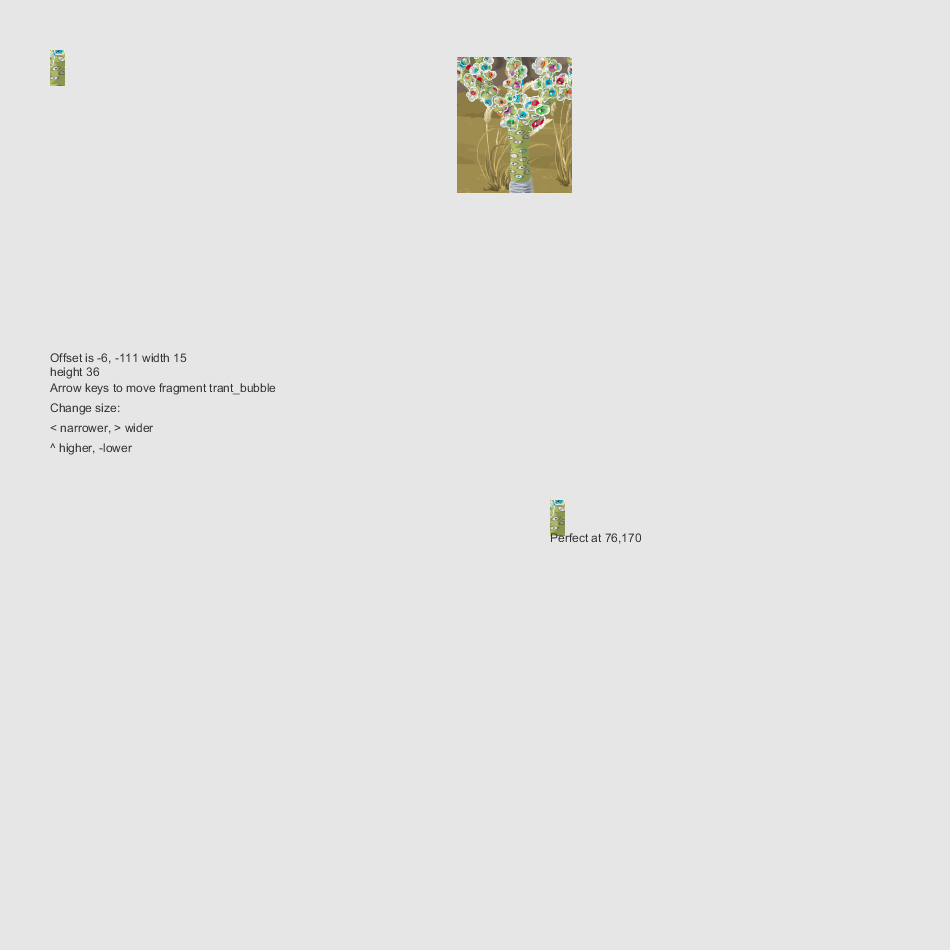 Offset is -6, -111 width 15
height 36
Arrow keys to move fragment trant_bubble
Change size:
< narrower, > wider
^ higher, -lower
Perfect at 76,170